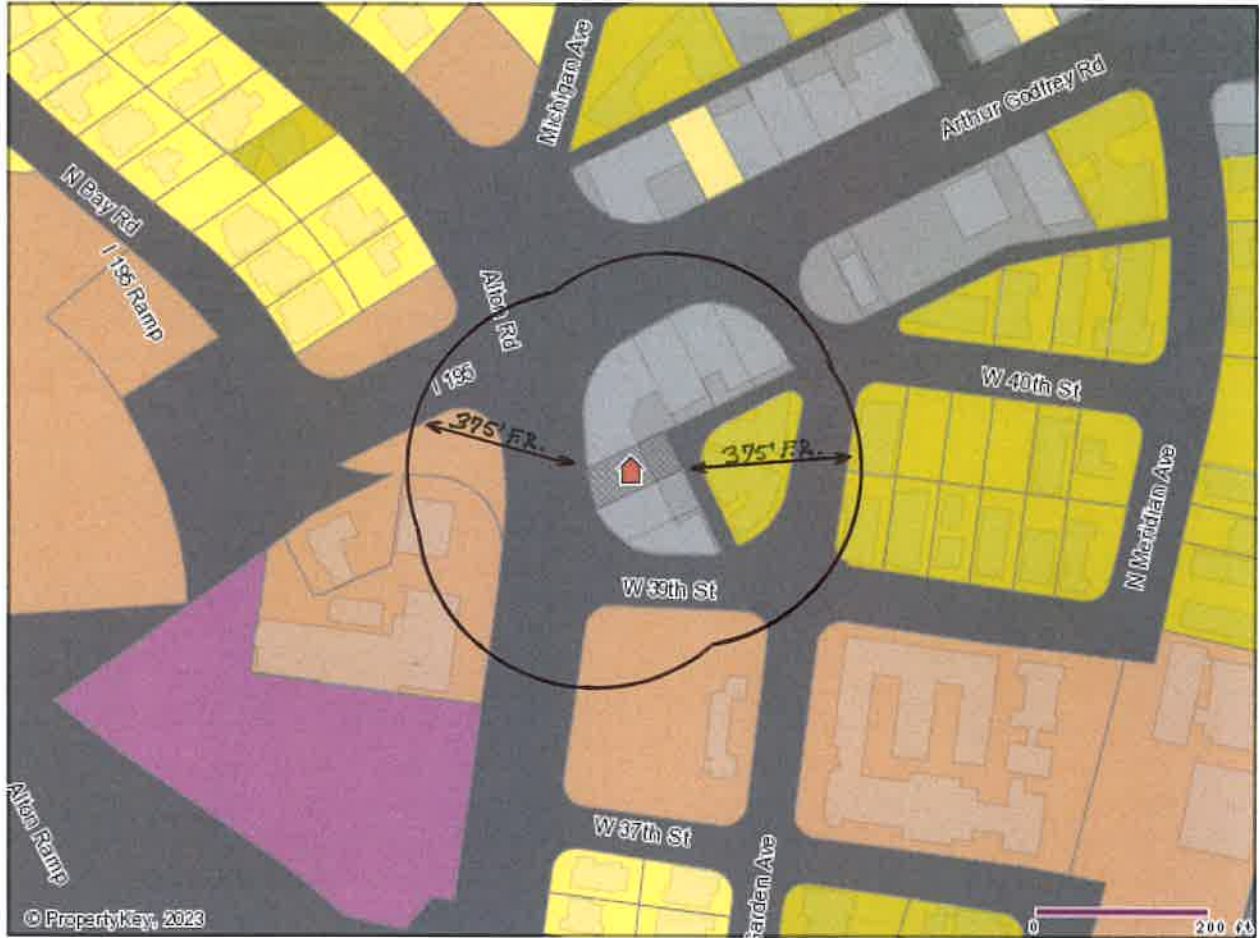 Michigan Ave
Arthur Godfrey Rd
N Bay Rd
I 195 Ramp
Alton Rd
I 195
W 40th St
375' F.R.
375' F.R.
N Meridian Ave
W 39th St
W 37th St
Alton Ramp
Garden Ave
© PropertyKey, 2023
0 200 ft